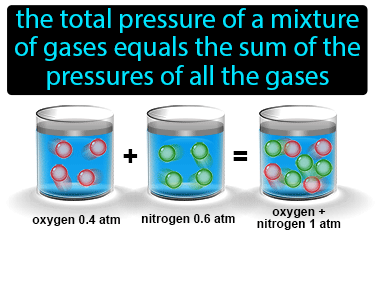 the total pressure of a mixture
of gases equals the sum of the
pressures of all the gases
+
=
oxygen 0.4 atm
nitrogen 0.6 atm
oxygen +
nitrogen 1 atm